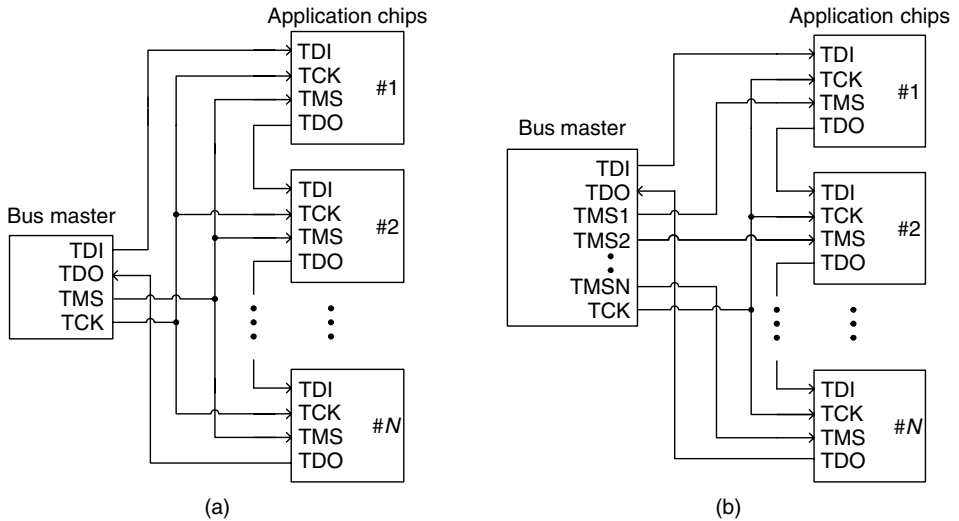 Application chips
TDI
TCK
TMS
TDO
#1
TDI
TCK
TMS
TDO
#2
Bus master
TDI
TDO
TMS
TCK
TDI
TCK
TMS
TDO
#N
(a)
Application chips
TDI
TCK
TMS
TDO
#1
Bus master
TDI
TDO
TMS1
TMS2
TMSN
TCK
TDI
TCK
TMS
TDO
#2
TDI
TCK
TMS
TDO
#N
(b)